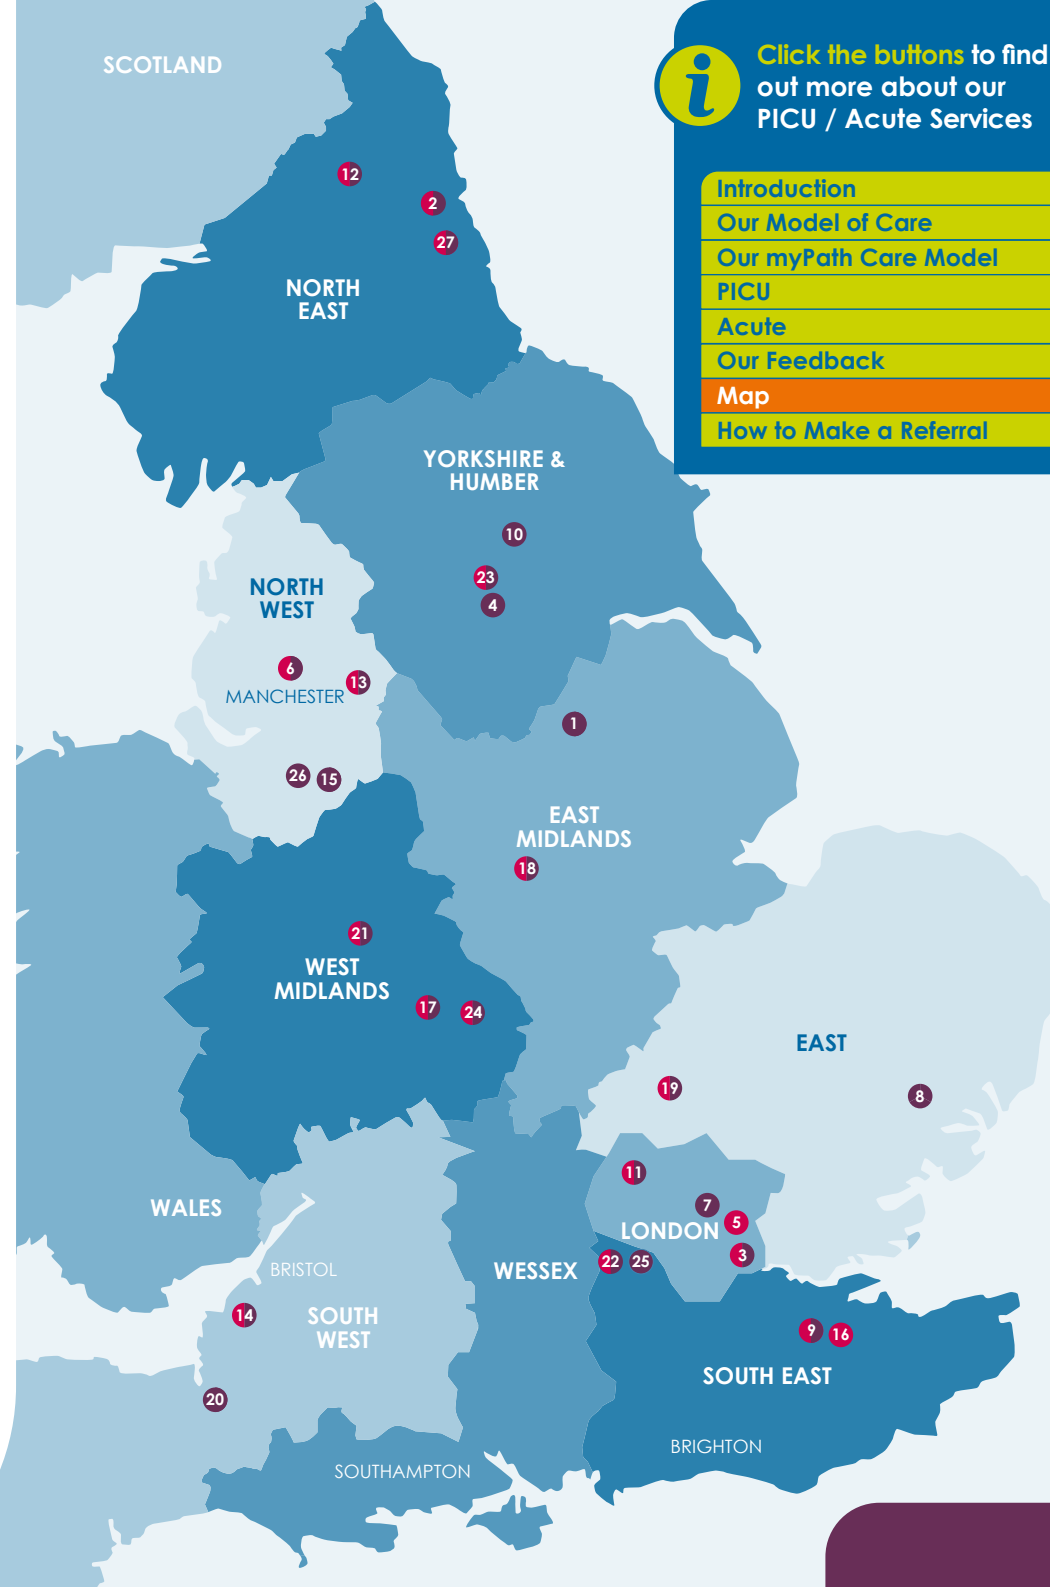 SCOTLAND
i
Click the buttons to find
out more about our
PICU / Acute Services
Introduction
Our Model of Care
Our myPath Care Model
PICU
Acute
Our Feedback
Map
How to Make a Referral
12
2
27
NORTH
EAST
YORKSHIRE &
HUMBER
10
23
4
NORTH
WEST
6
13
MANCHESTER
1
26
15
EAST
MIDLANDS
18
21
WEST
MIDLANDS
17
24
EAST
19
8
11
7
5
LONDON
3
WALES
22
25
WESSEX
BRISTOL
14
SOUTH
WEST
9
16
SOUTH EAST
20
BRIGHTON
SOUTHAMPTON